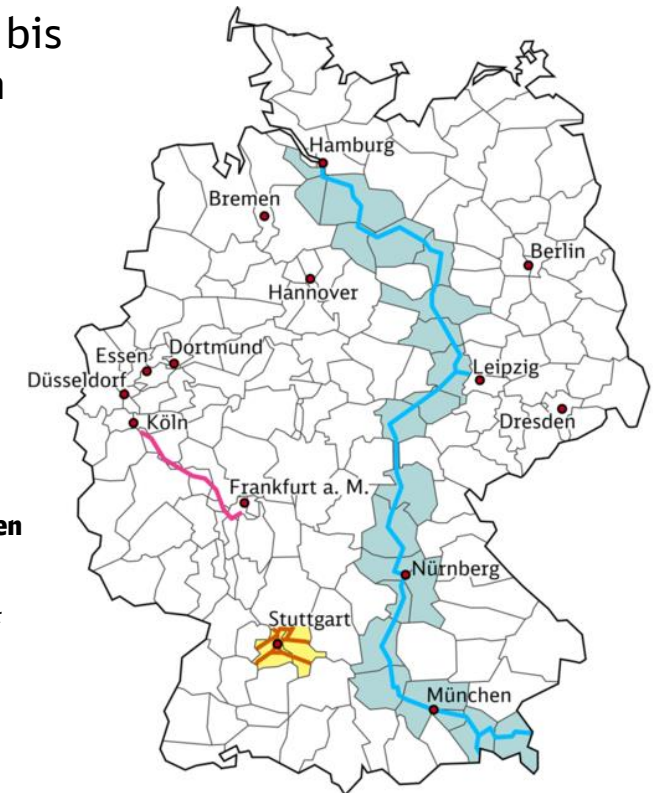 bis
Hamburg
Bremen
Berlin
Hannover
Essen
Dortmund
Düsseldorf
Leipzig
Köln
Dresden
Frankfurt a. M.
en
Nürnberg
Stuttgart
München